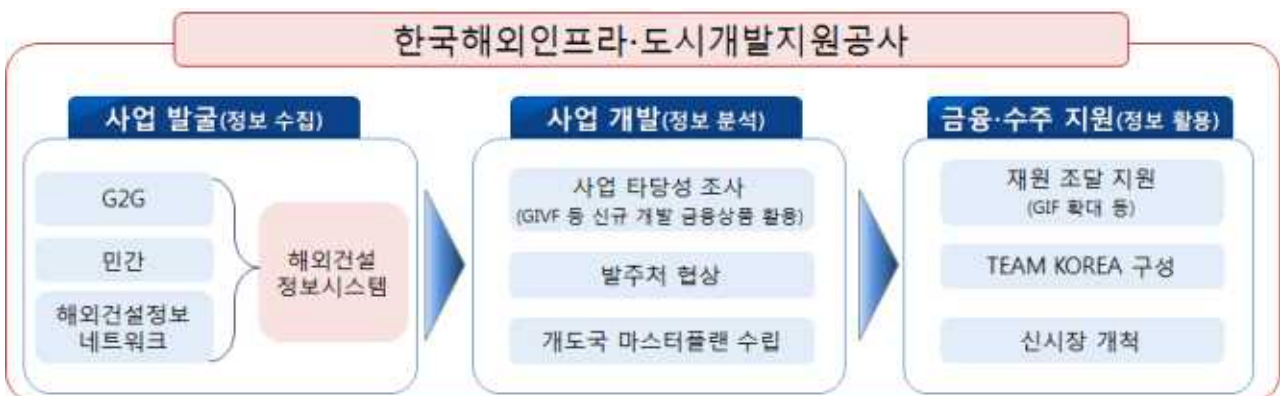 한국해외인프라·도시개발지원공사
사업 발굴(정보 수집)
G2G
민간
해외건설정보
네트워크
해외건설
정보시스템
사업 개발(정보 분석)
사업 타당성 조사
(GIVF 등 신규 개발 금융상품 활용)
발주처 협상
개도국 마스터플랜 수립
금융·수주 지원(정보 활용)
재원 조달 지원
(GIF 확대 등)
TEAM KOREA 구성
신시장 개척